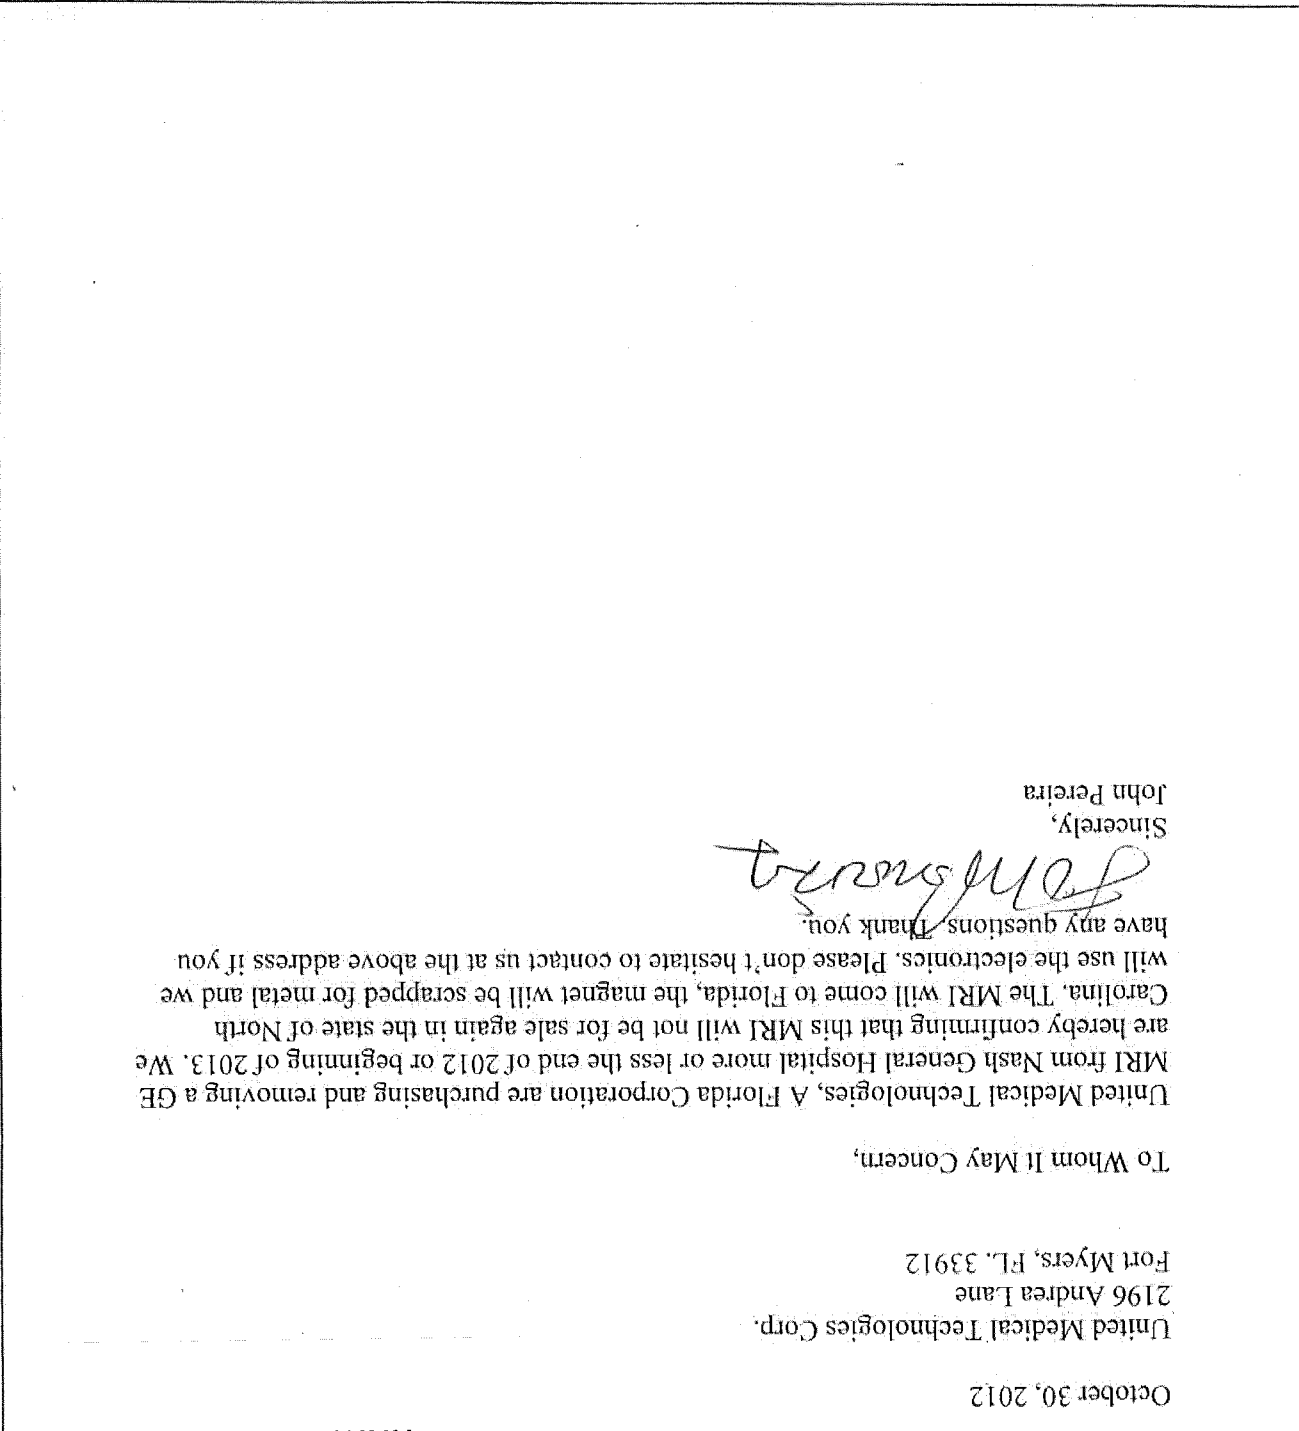 October 30, 2012
United Medical Technologies Corp.
2196 Andrea Lane
Fort Myers, FL. 33912
To Whom It May Concern,
United Medical Technologies, A Florida Corporation are purchasing and removing a GE
MRI from Nash General Hospital more or less the end of 2012 or beginning of 2013. We
are hereby confirming that this MRI will not be for sale again in the state of North
Carolina. The MRI will come to Florida, the magnet will be scrapped for metal and we
will use the electronics. Please don't hesitate to contact us at the above address if you
have any questions. Thank you.
Sincerely,
John Pereira